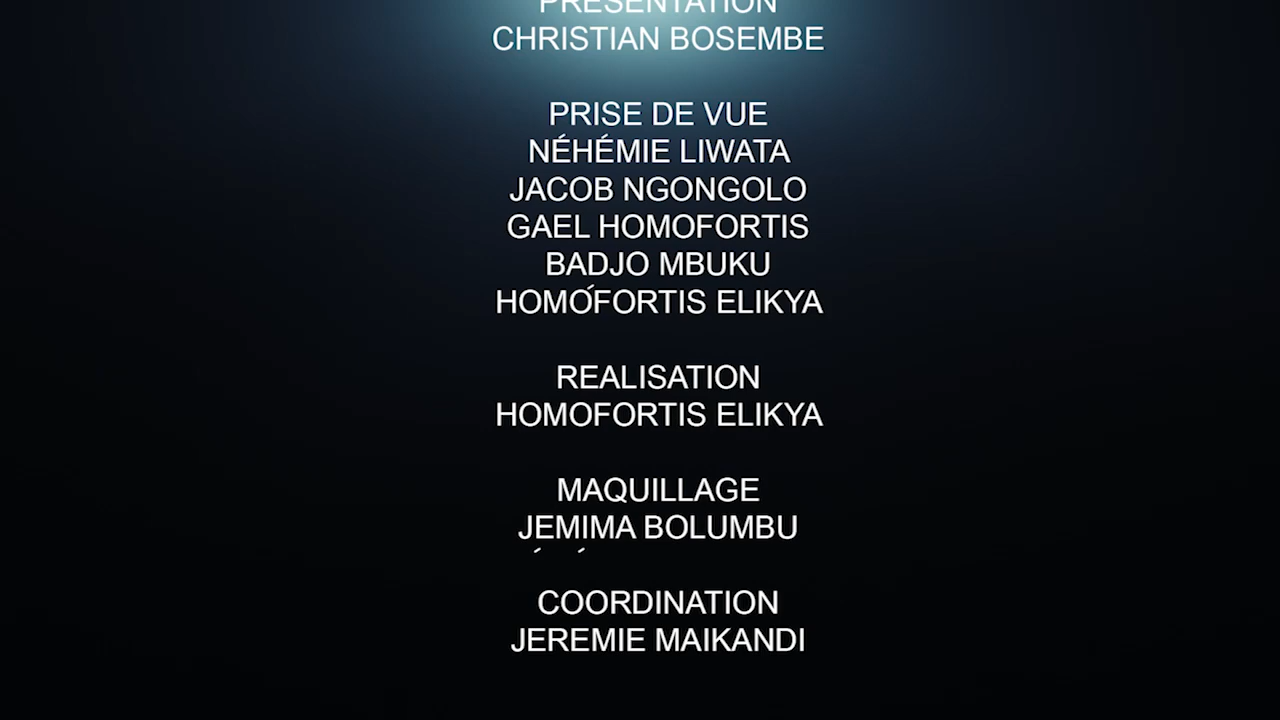 PRESENTATION
CHRISTIAN BOSEMBE
PRISE DE VUE
NÉHÉMIE LIWATA
JACOB NGONGOLO
GAEL HOMOFORTIS
BADJO MBUKU
HOMOFORTIS ELIKYA
REALISATION
HOMOFORTIS ELIKYA
MAQUILLAGE
JEMIMA BOLUMBU
COORDINATION
JEREMIE MAIKANDI